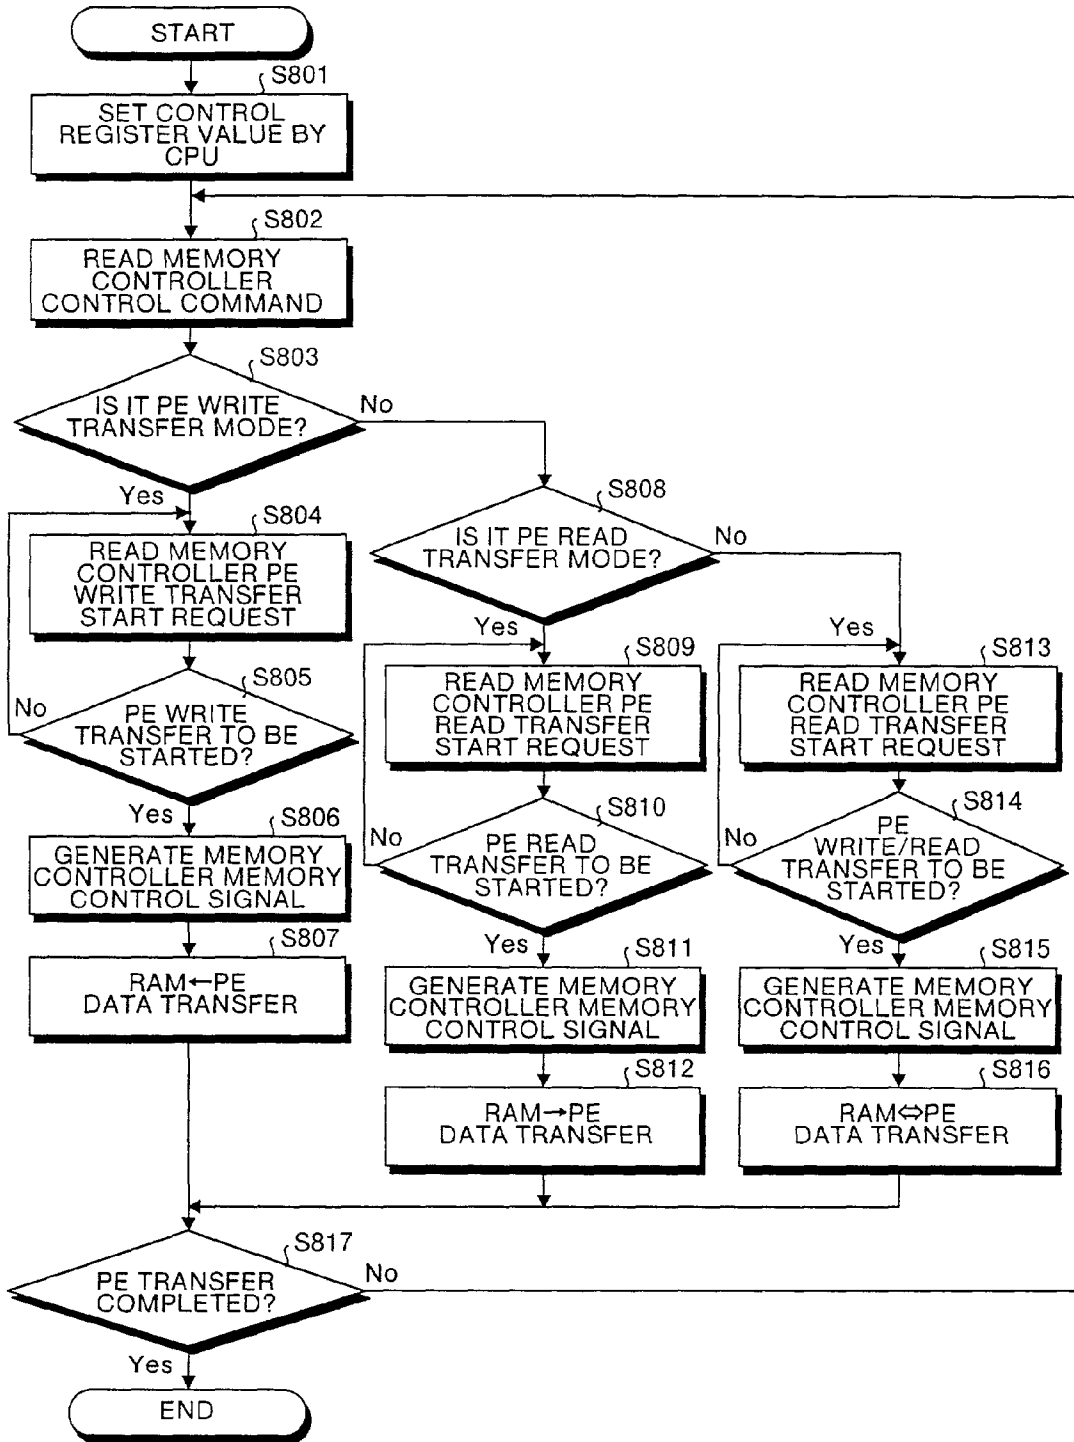 START
S801
SET CONTROL
REGISTER VALUE BY
CPU
S802
READ MEMORY
CONTROLLER
CONTROL COMMAND
S803
IS IT PE WRITE
TRANSFER MODE?
No
Yes
S804
READ MEMORY
CONTROLLER PE
WRITE TRANSFER
START REQUEST
S805
No
PE WRITE
TRANSFER TO BE
STARTED?
Yes
S806
GENERATE MEMORY
CONTROLLER MEMORY
CONTROL SIGNAL
S807
RAM←PE
DATA TRANSFER
S808
IS IT PE READ
TRANSFER MODE?
No
Yes
S809
READ MEMORY
CONTROLLER PE
READ TRANSFER
START REQUEST
S810
No
PE READ
TRANSFER TO BE
STARTED?
Yes
S811
GENERATE MEMORY
CONTROLLER MEMORY
CONTROL SIGNAL
S812
RAM→PE
DATA TRANSFER
Yes
S813
READ MEMORY
CONTROLLER PE
READ TRANSFER
START REQUEST
S814
No
PE
WRITE/READ
TRANSFER TO BE
STARTED?
Yes
S815
GENERATE MEMORY
CONTROLLER MEMORY
CONTROL SIGNAL
S816
RAM⇔PE
DATA TRANSFER
S817
PE TRANSFER
COMPLETED?
No
Yes
END